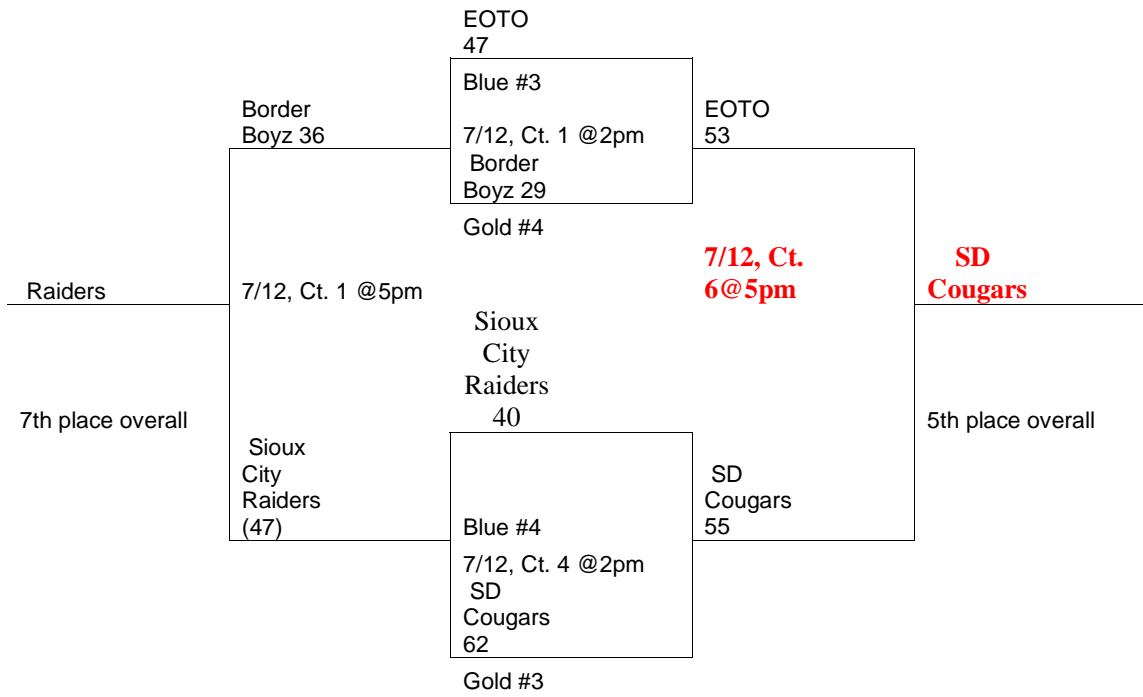 EOTO
47
Blue #3
Border
Boyz 36
7/12, Ct. 1 @2pm
EOTO
53
Border
Boyz 29
Gold #4
Raiders
7/12, Ct. 1 @5pm
7/12, Ct.
6@5pm
SD
Cougars
Sioux
City
Raiders
40
7th place overall
5th place overall
Sioux
City
Raiders
(47)
Blue #4
SD
Cougars
55
7/12, Ct. 4 @2pm
SD
Cougars
62
Gold #3